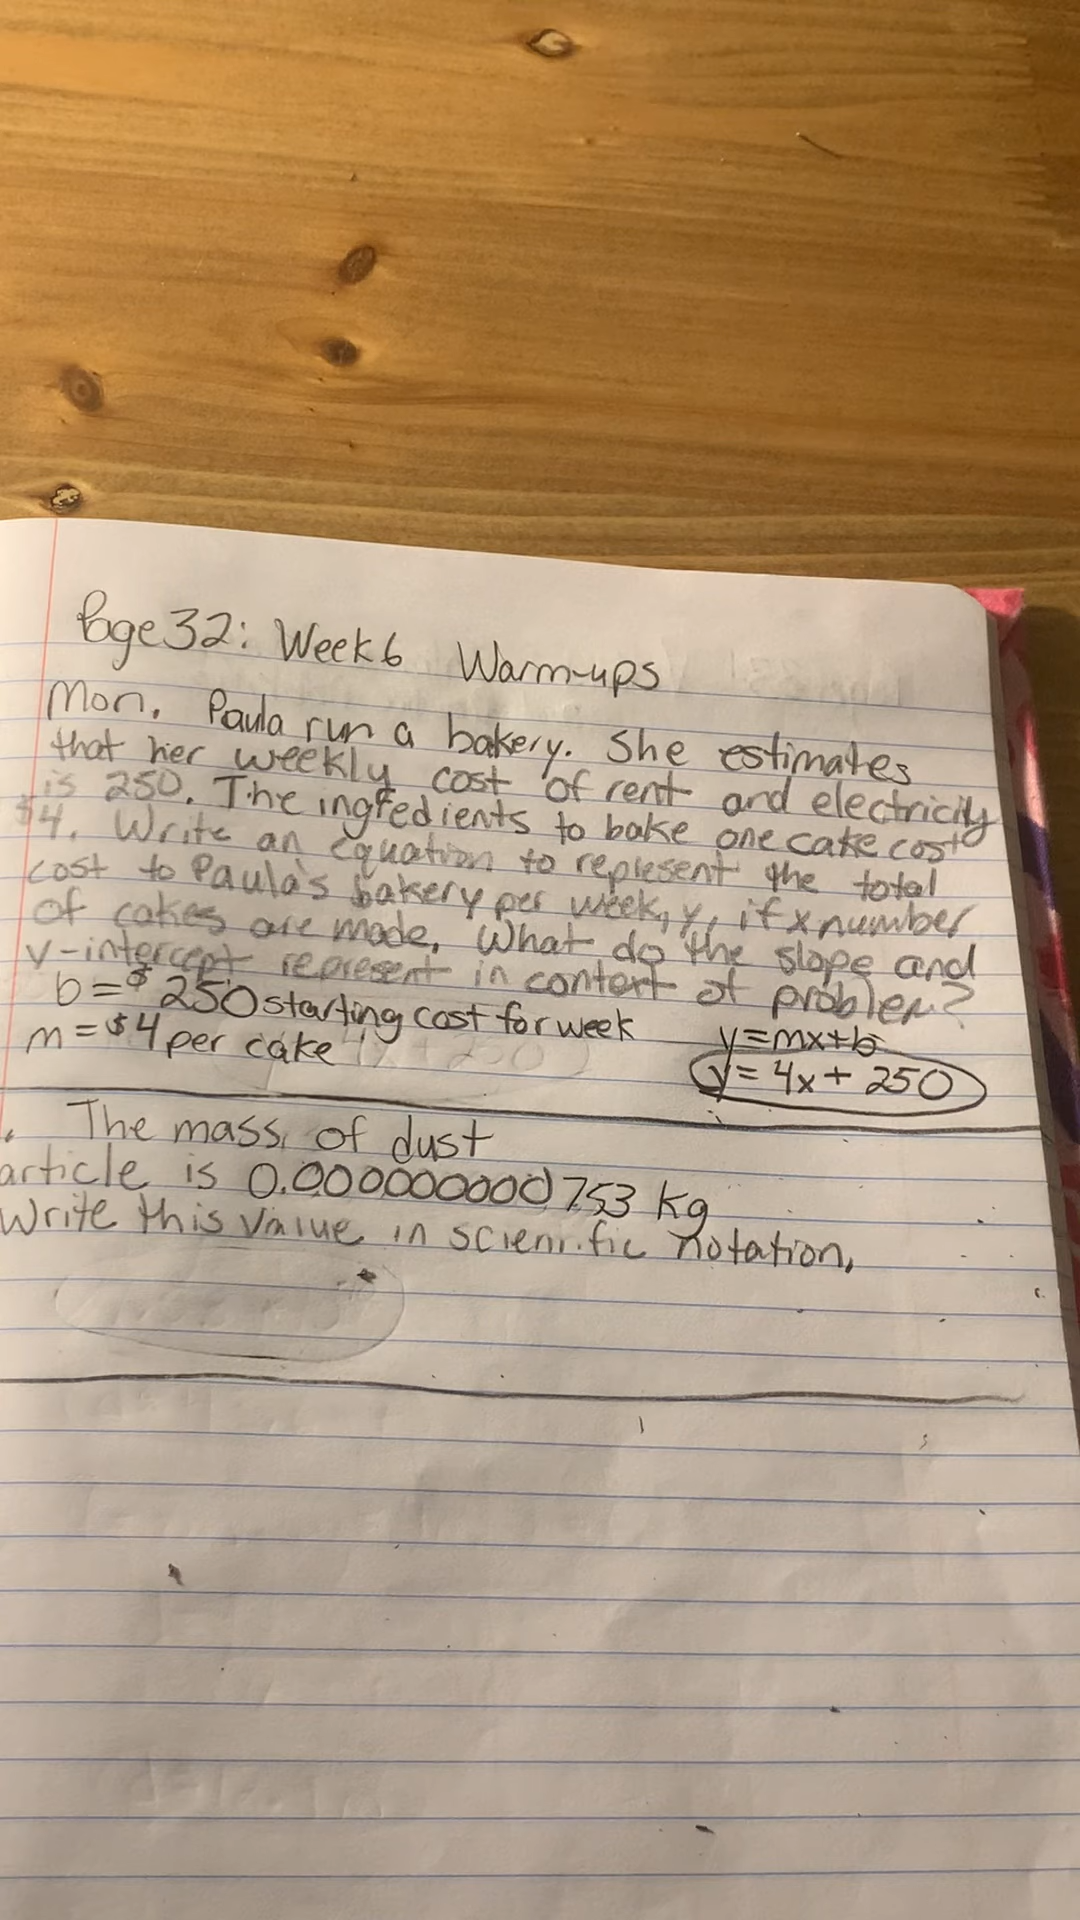 Page 32: Week 6 Warm-ups
Mon. Paula run a bakery. She estimates
that her weekly cost of rent and electricity
is 250. The ingredients to bake one cake cost
$4. Write an equation to represent the total
cost to Paula's bakery per week, y, if x number
of cakes are made. What do the slope and
y-intercept represent in context of problem?
b = $250 starting cost for week
m = $4 per cake
y = mx+b
y = 4x + 250
The mass of dust
article is 0.000000000753 kg
Write this value in scientific notation.